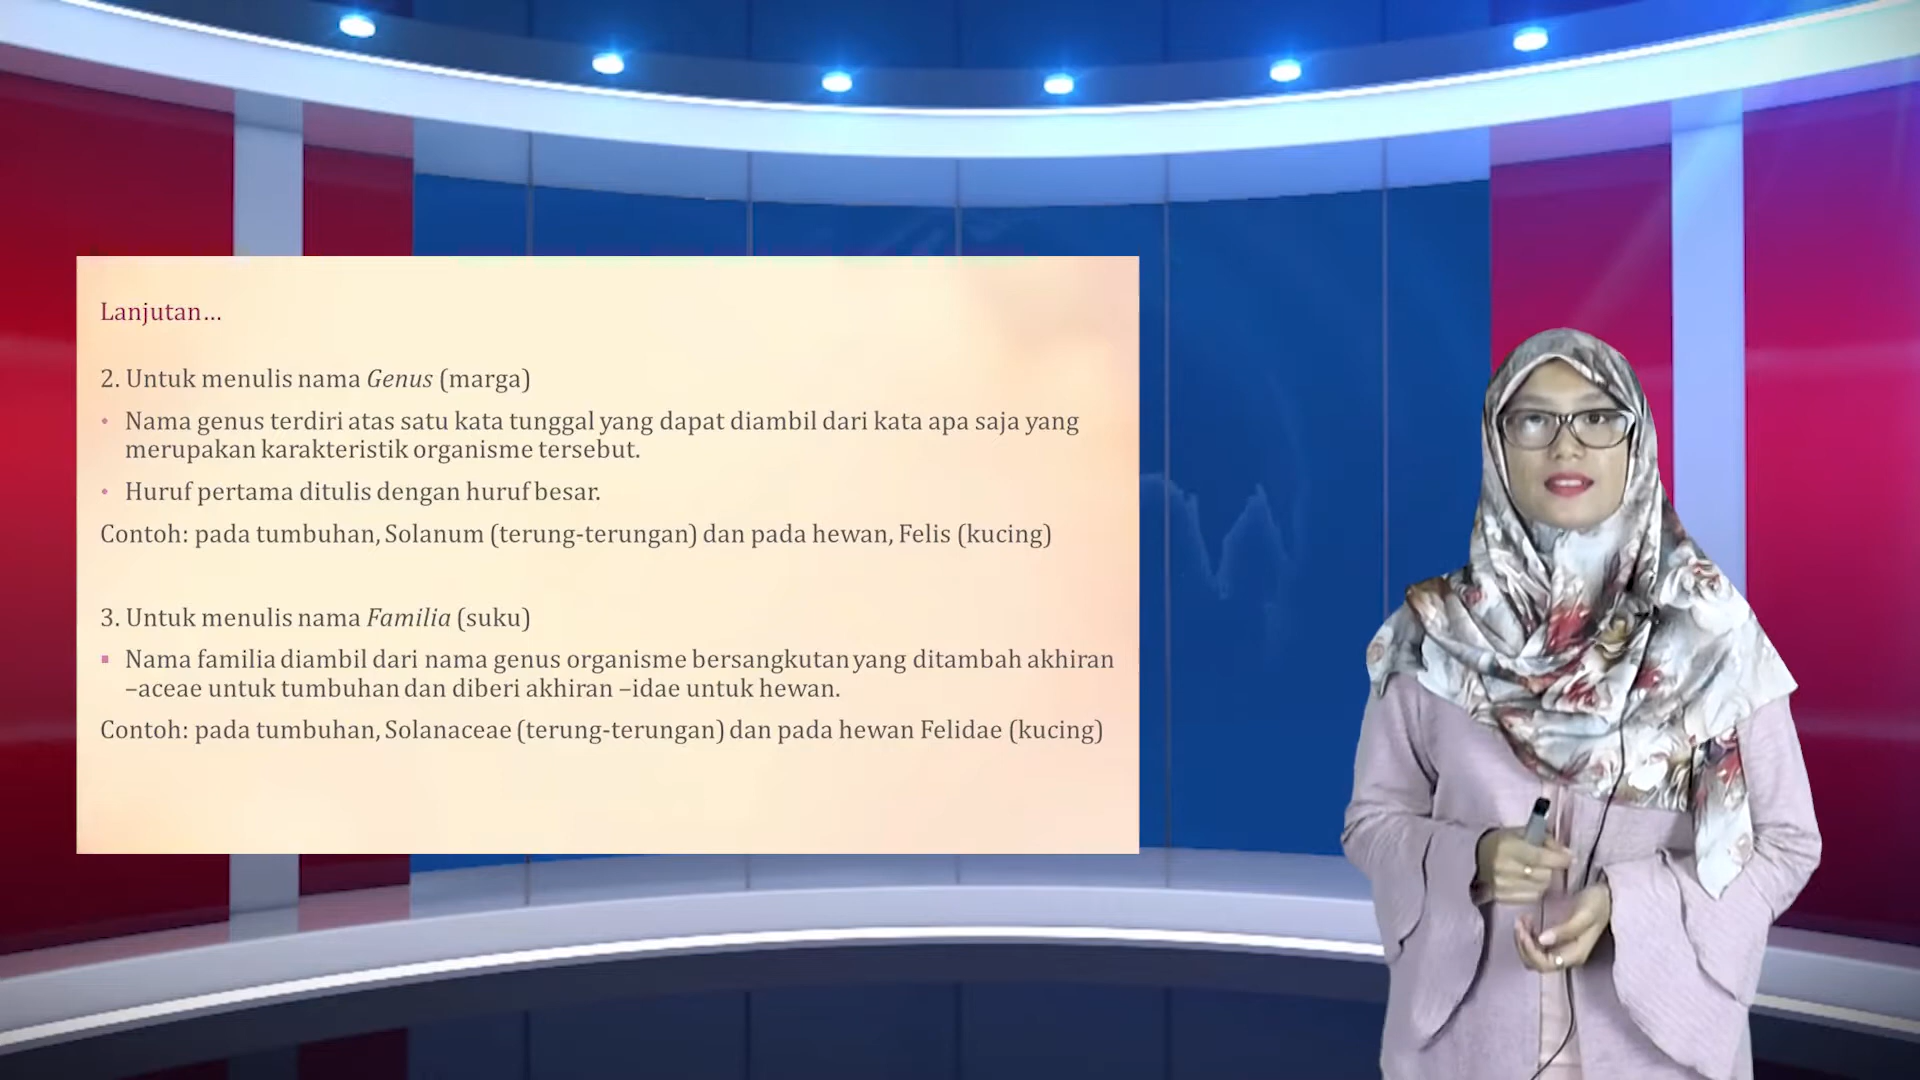 Lanjutan...
2. Untuk menulis nama Genus (marga)
• Nama genus terdiri atas satu kata tunggal yang dapat diambil dari kata apa saja yang
merupakan karakteristik organisme tersebut.
• Huruf pertama ditulis dengan huruf besar.
Contoh: pada tumbuhan, Solanum (terung-terungan) dan pada hewan, Felis (kucing)
3. Untuk menulis nama Familia (suku)
▪ Nama familia diambil dari nama genus organisme bersangkutan yang ditambah akhiran
–aceae untuk tumbuhan dan diberi akhiran –idae untuk hewan.
Contoh: pada tumbuhan, Solanaceae (terung-terungan) dan pada hewan Felidae (kucing)